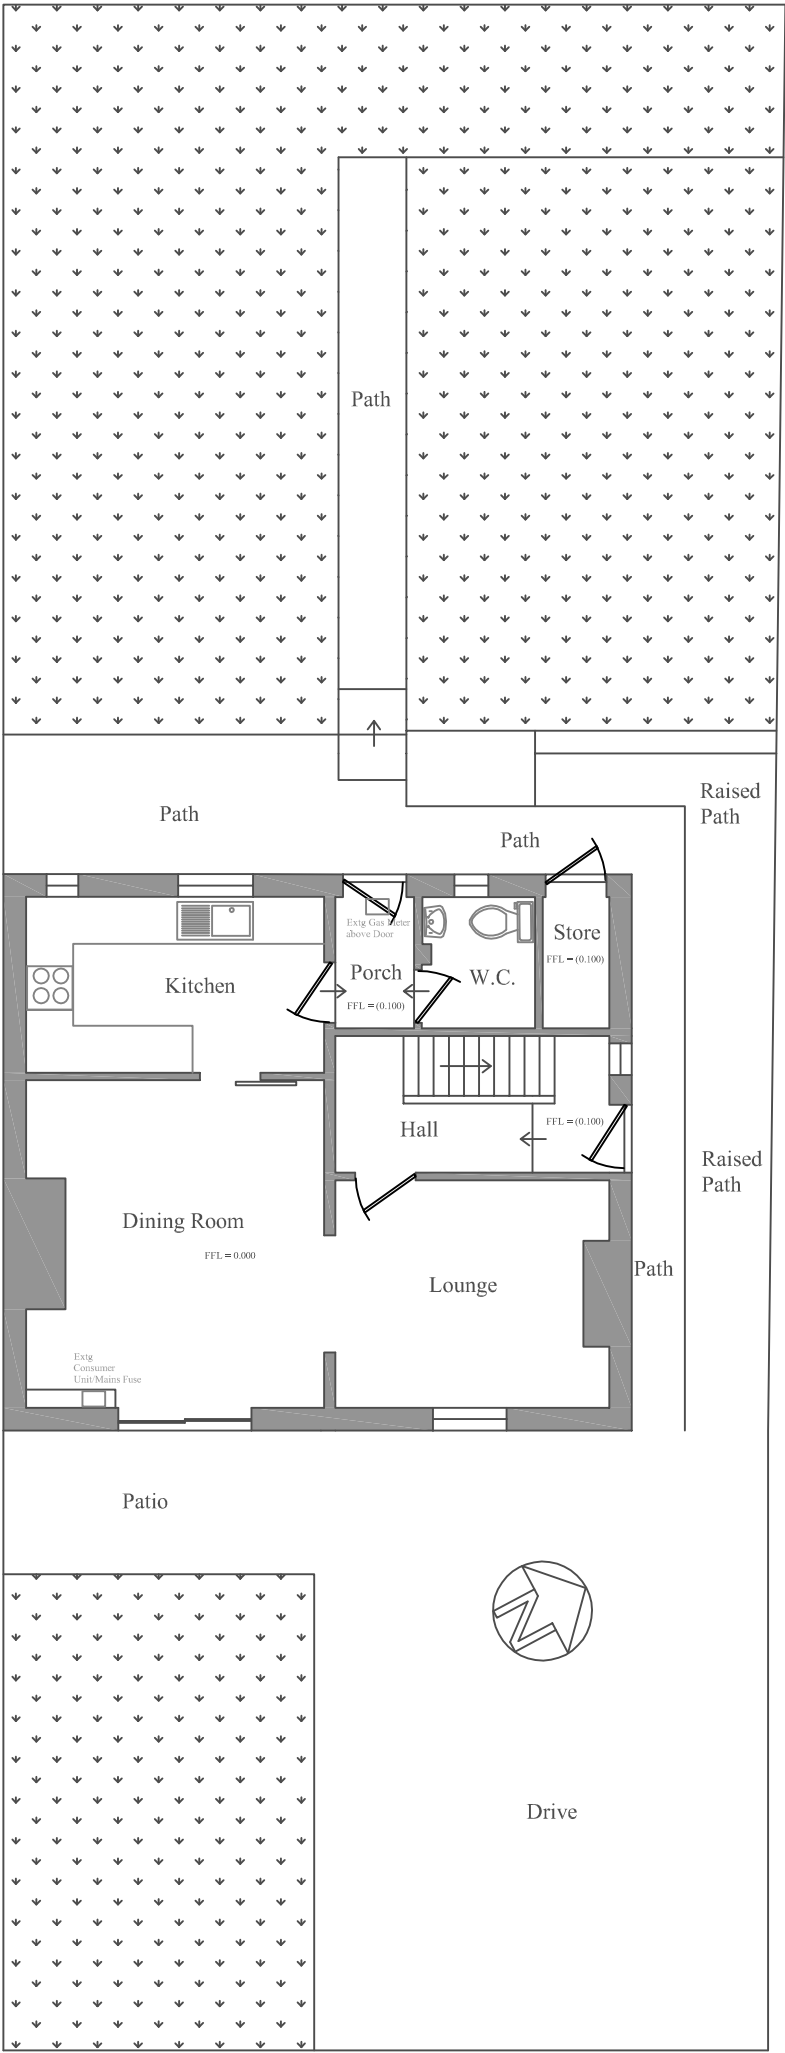 Path
Raised
Path
Path
Path
Extg Gas Meter
above Door
Store
FFL = (0.100)
Kitchen
Porch
W.C.
FFL = (0.100)
Hall
FFL = (0.100)
Raised
Path
Dining Room
FFL = 0.000
Lounge
Path
Extg
Consumer
Unit/Mains Fuse
Patio
N
Drive